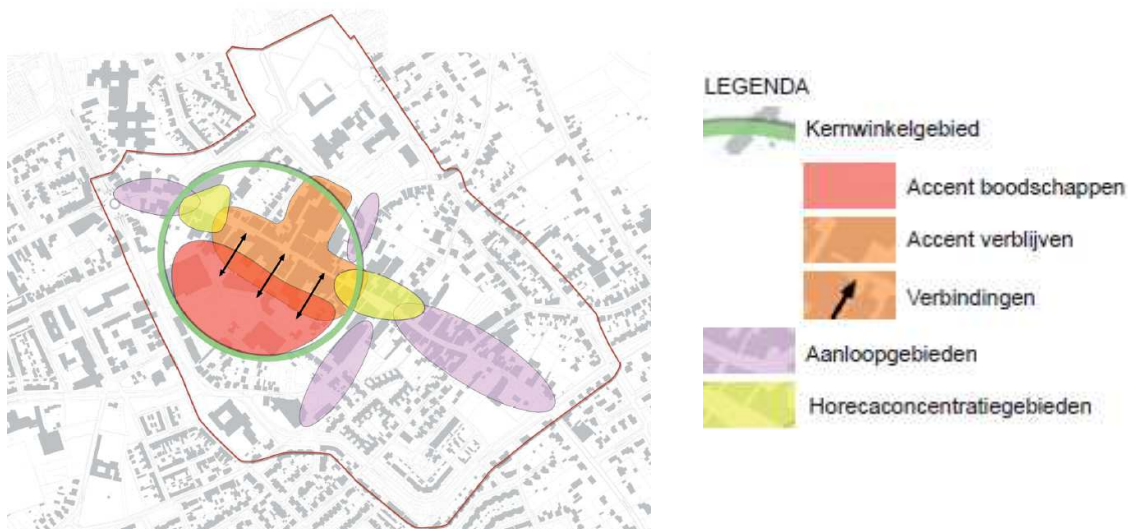 LEGENDA
Kernwinkelgebied
Accent boodschappen
Accent verblijven
Verbindingen
Aanloopgebieden
Horecaconcentratiegebieden